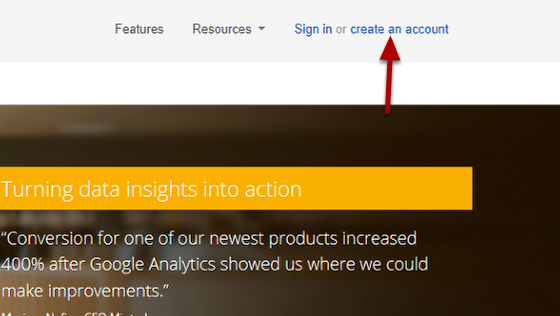 Features Resources Sign in or create an account
Turning data insights into action
“Conversion for one of our newest products increased
400% after Google Analytics showed us where we could
make improvements.”